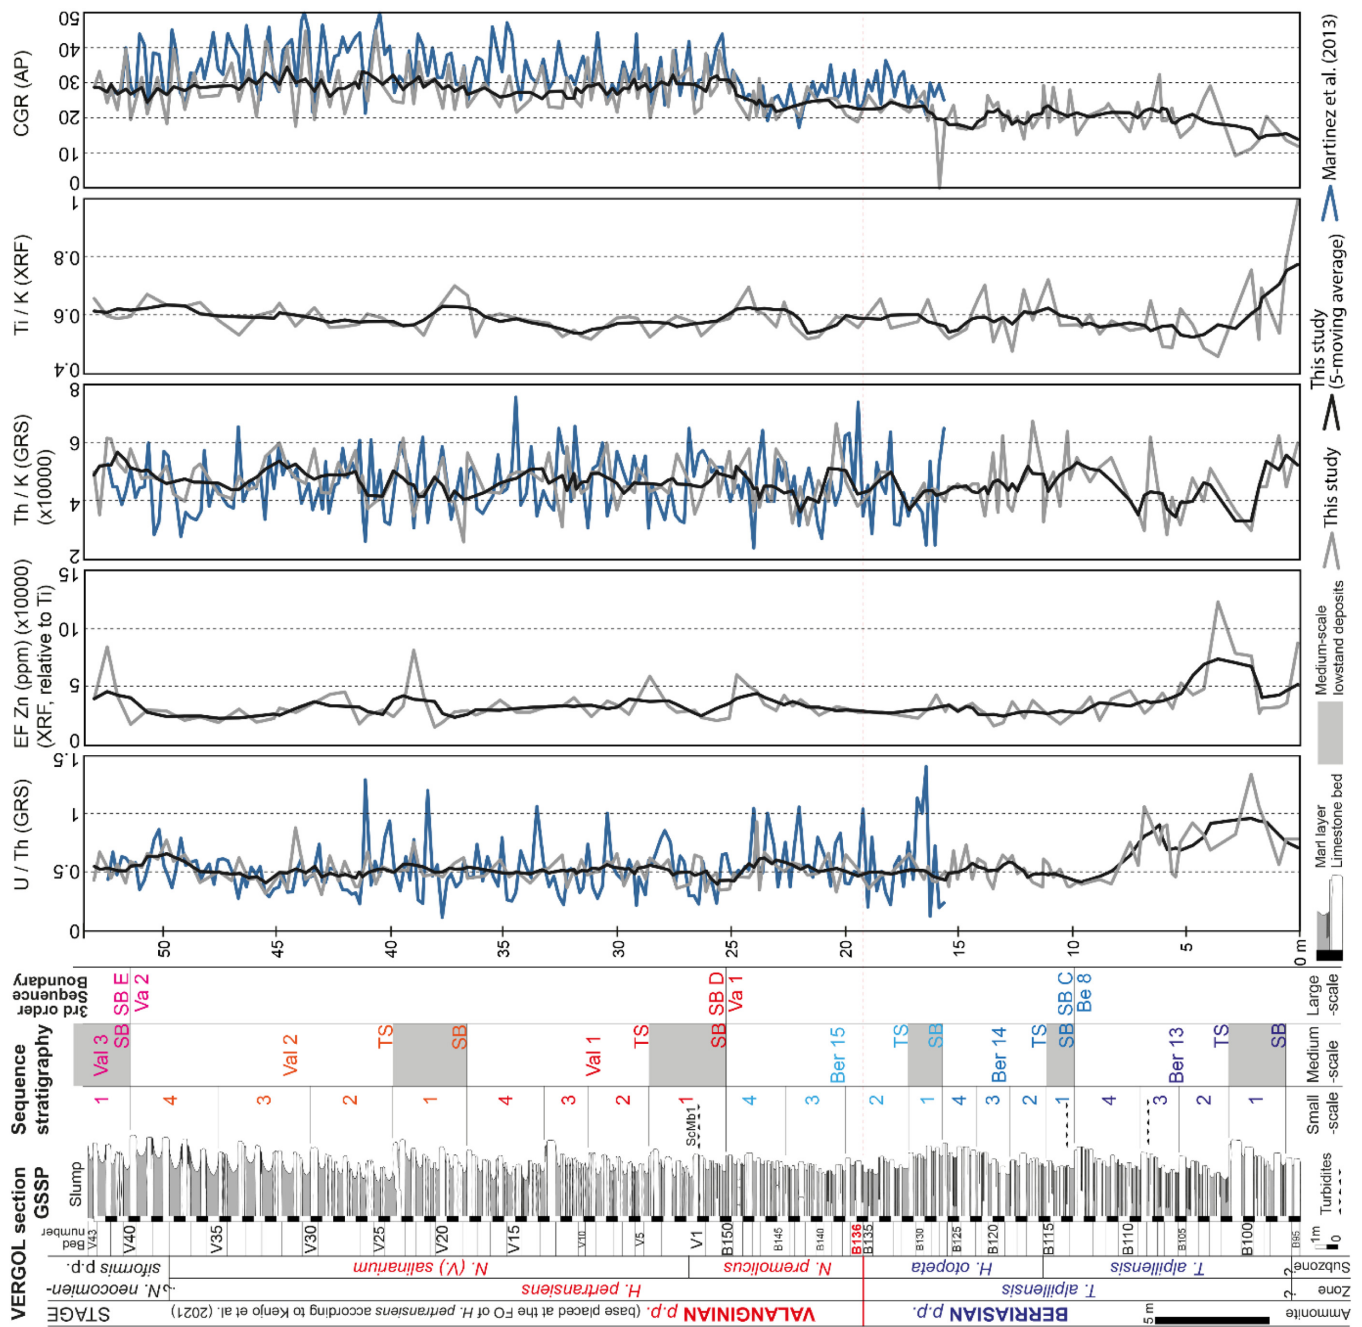 VERGOL section
GSSP
Sequence
stratigraphy
3rd order
Sequence
Boundary
U / Th (GRS)
EF Zn (ppm) (x10000)
(XRF, relative to Ti)
Th / K (GRS)
(x10000)
Ti / K (XRF)
CGR (AP)
0
0.5
1
1.5
0
5
10
15
2
4
6
8
0.4
0.6
0.8
1
0
10
20
30
40
50
50
45
40
35
30
25
20
15
10
5
0 m
STAGE
VALANGINIAN p.p.
(base placed at the FO of H. pertransiens according to Kenjo et al. (2021)
BERRIASIAN p.p.
Ammonite
Zone
Subzone
N. neocomien-
siformis p.p.
H. pertransiens
N. (V.) salinarium
N. premolicus
T. alpillensis
H. otopeta
T. alpillensis
?
?
5 m
Bed
number
V43
V40
V35
V30
V25
V20
V15
V10
V5
V1
B150
B145
B140
B136
B135
B130
B125
B120
B115
B110
B105
B100
B95
1m
0
Slump
Turbidites
ScMb1
1
4
3
2
1
4
3
2
1
4
3
2
1
4
3
2
1
4
3
2
1
Small
-scale
Val 3
SB
Val 2
TS
SB
Val 1
TS
SB
Ber 15
TS
SB
Ber 14
TS
SB
Ber 13
TS
SB
Medium
-scale
SB E
Va 2
SB D
Va 1
SB C
Be 8
Large
-scale
Marl layer
Limestone bed
Medium-scale
lowstand deposits
This study
This study
(5-moving average)
Martinez et al. (2013)